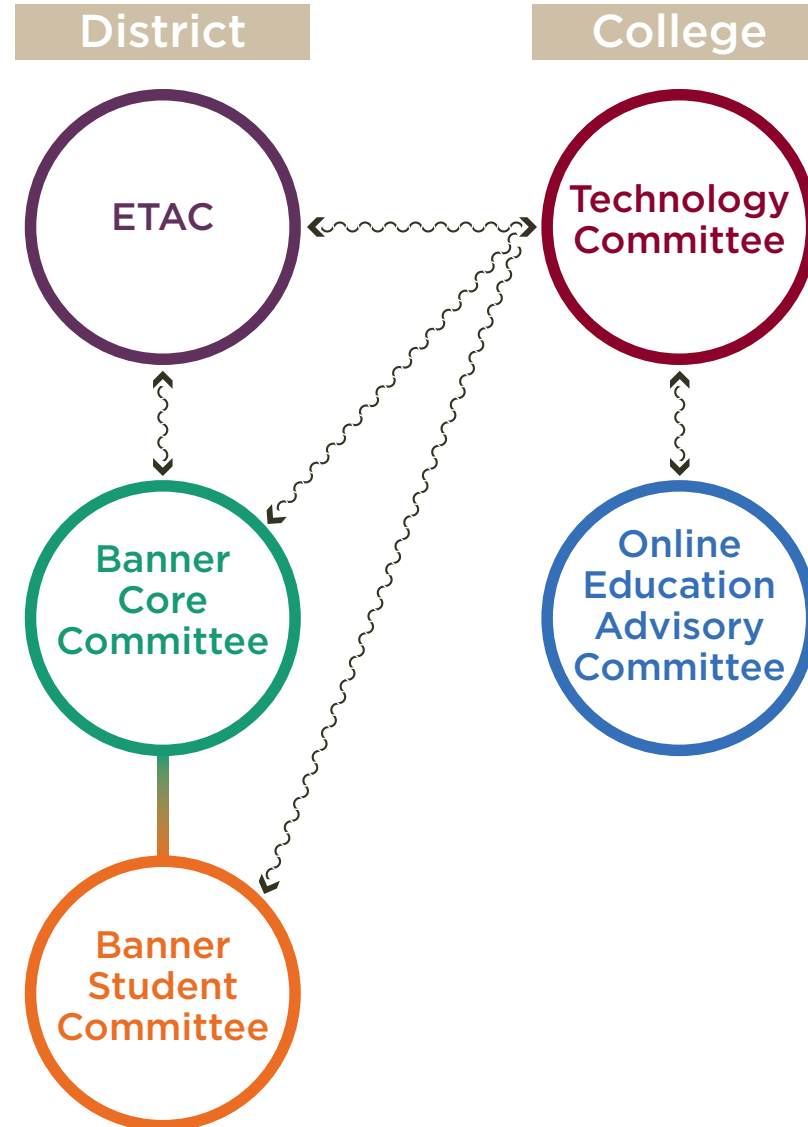 District
College
ETAC
Technology
Committee
Banner
Core
Committee
Online
Education
Advisory
Committee
Banner
Student
Committee